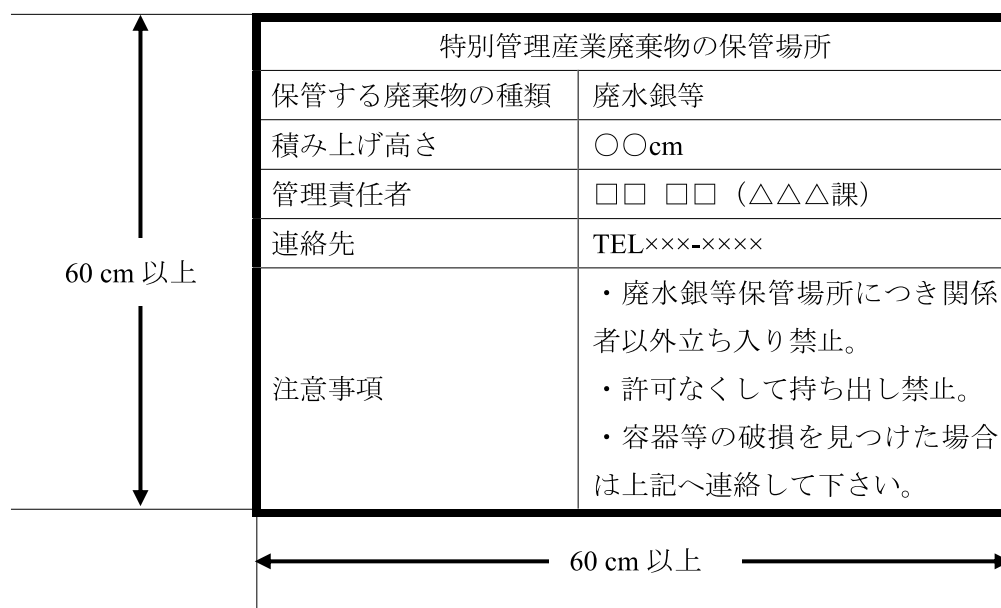 特別管理産業廃棄物の保管場所
保管する廃棄物の種類 廃水銀等
積み上げ高さ ○○cm
管理責任者 □□ □□（△△△課）
連絡先 TEL×××-××××
60 cm 以上
注意事項
・廃水銀等保管場所につき関係
者以外立ち入り禁止。
・許可なくして持ち出し禁止。
・容器等の破損を見つけた場合
は上記へ連絡して下さい。
60 cm 以上